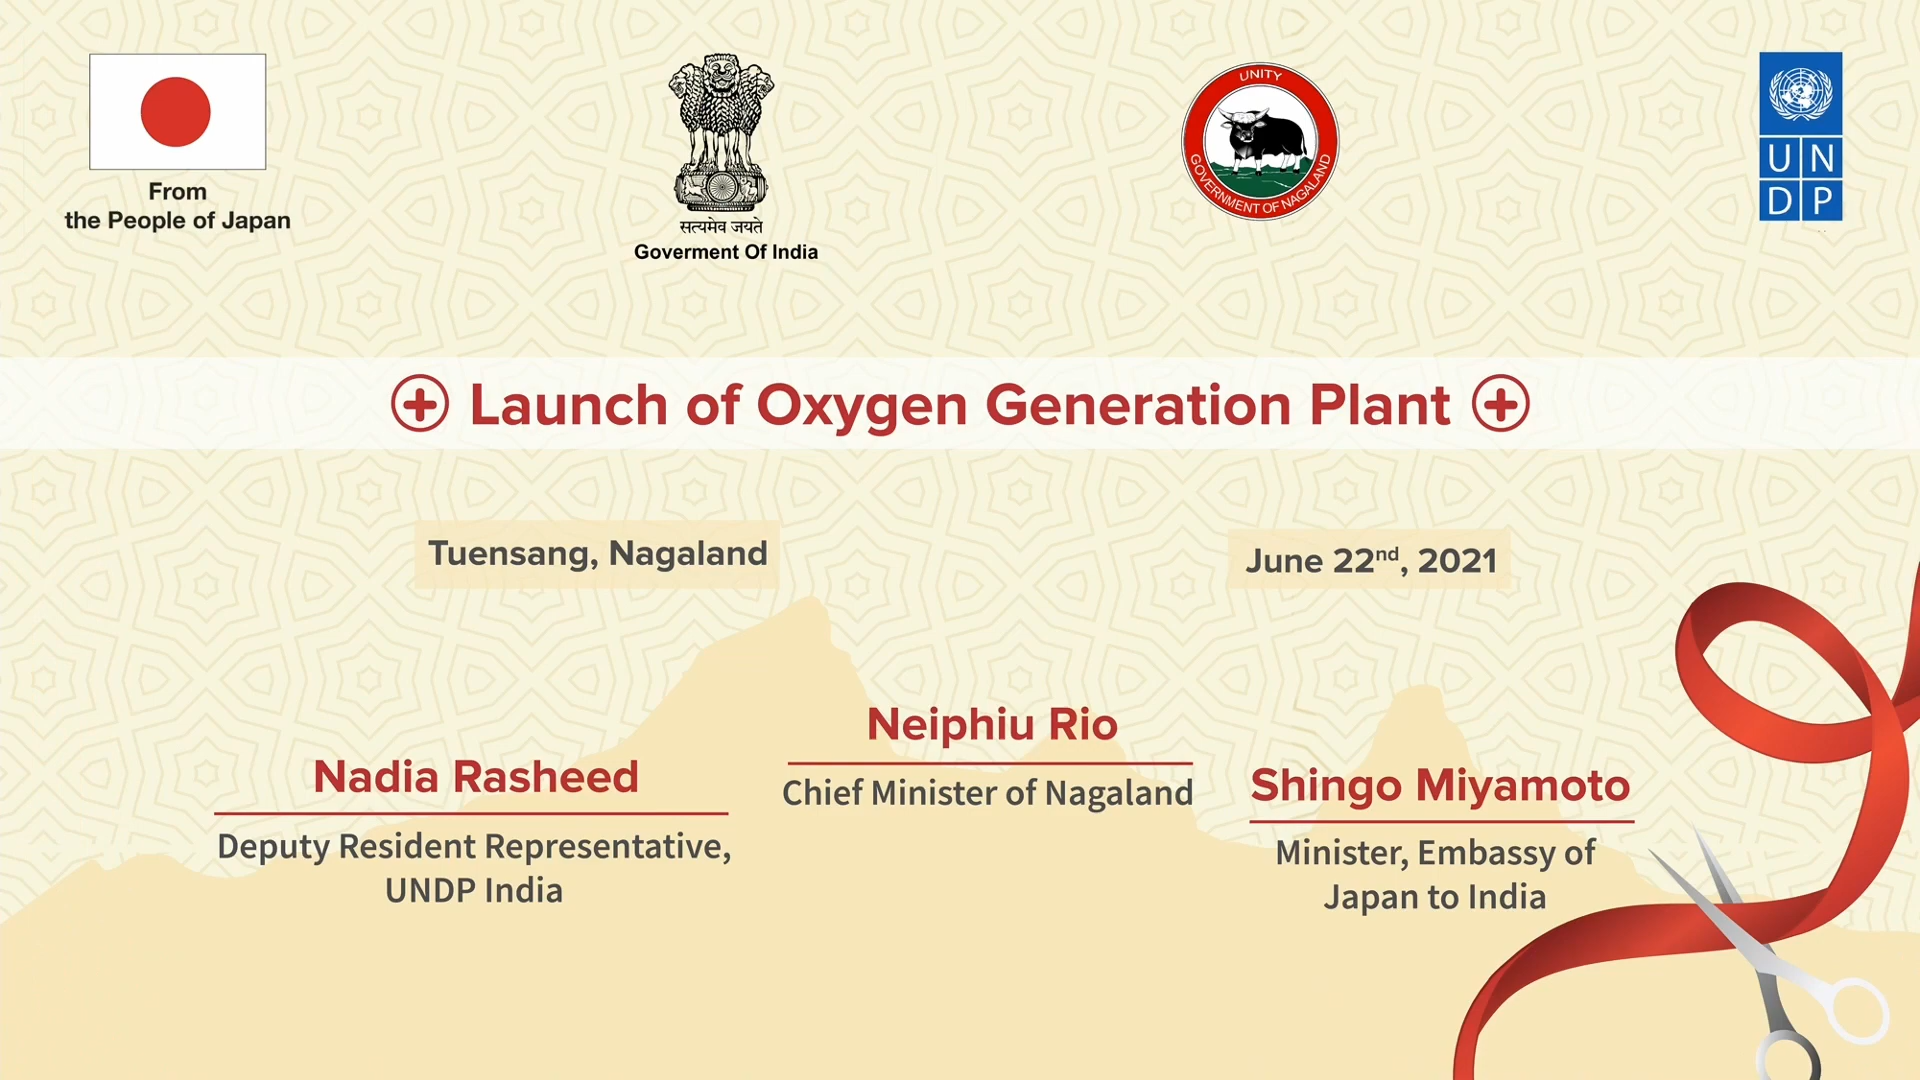 From
the People of Japan
सत्यमेव जयते
Goverment Of India
UNITY
GOVERNMENT OF NAGALAND
UN
DP
Launch of Oxygen Generation Plant
Tuensang, Nagaland
June 22nd, 2021
Neiphiu Rio
Chief Minister of Nagaland
Nadia Rasheed
Deputy Resident Representative,
UNDP India
Shingo Miyamoto
Minister, Embassy of
Japan to India